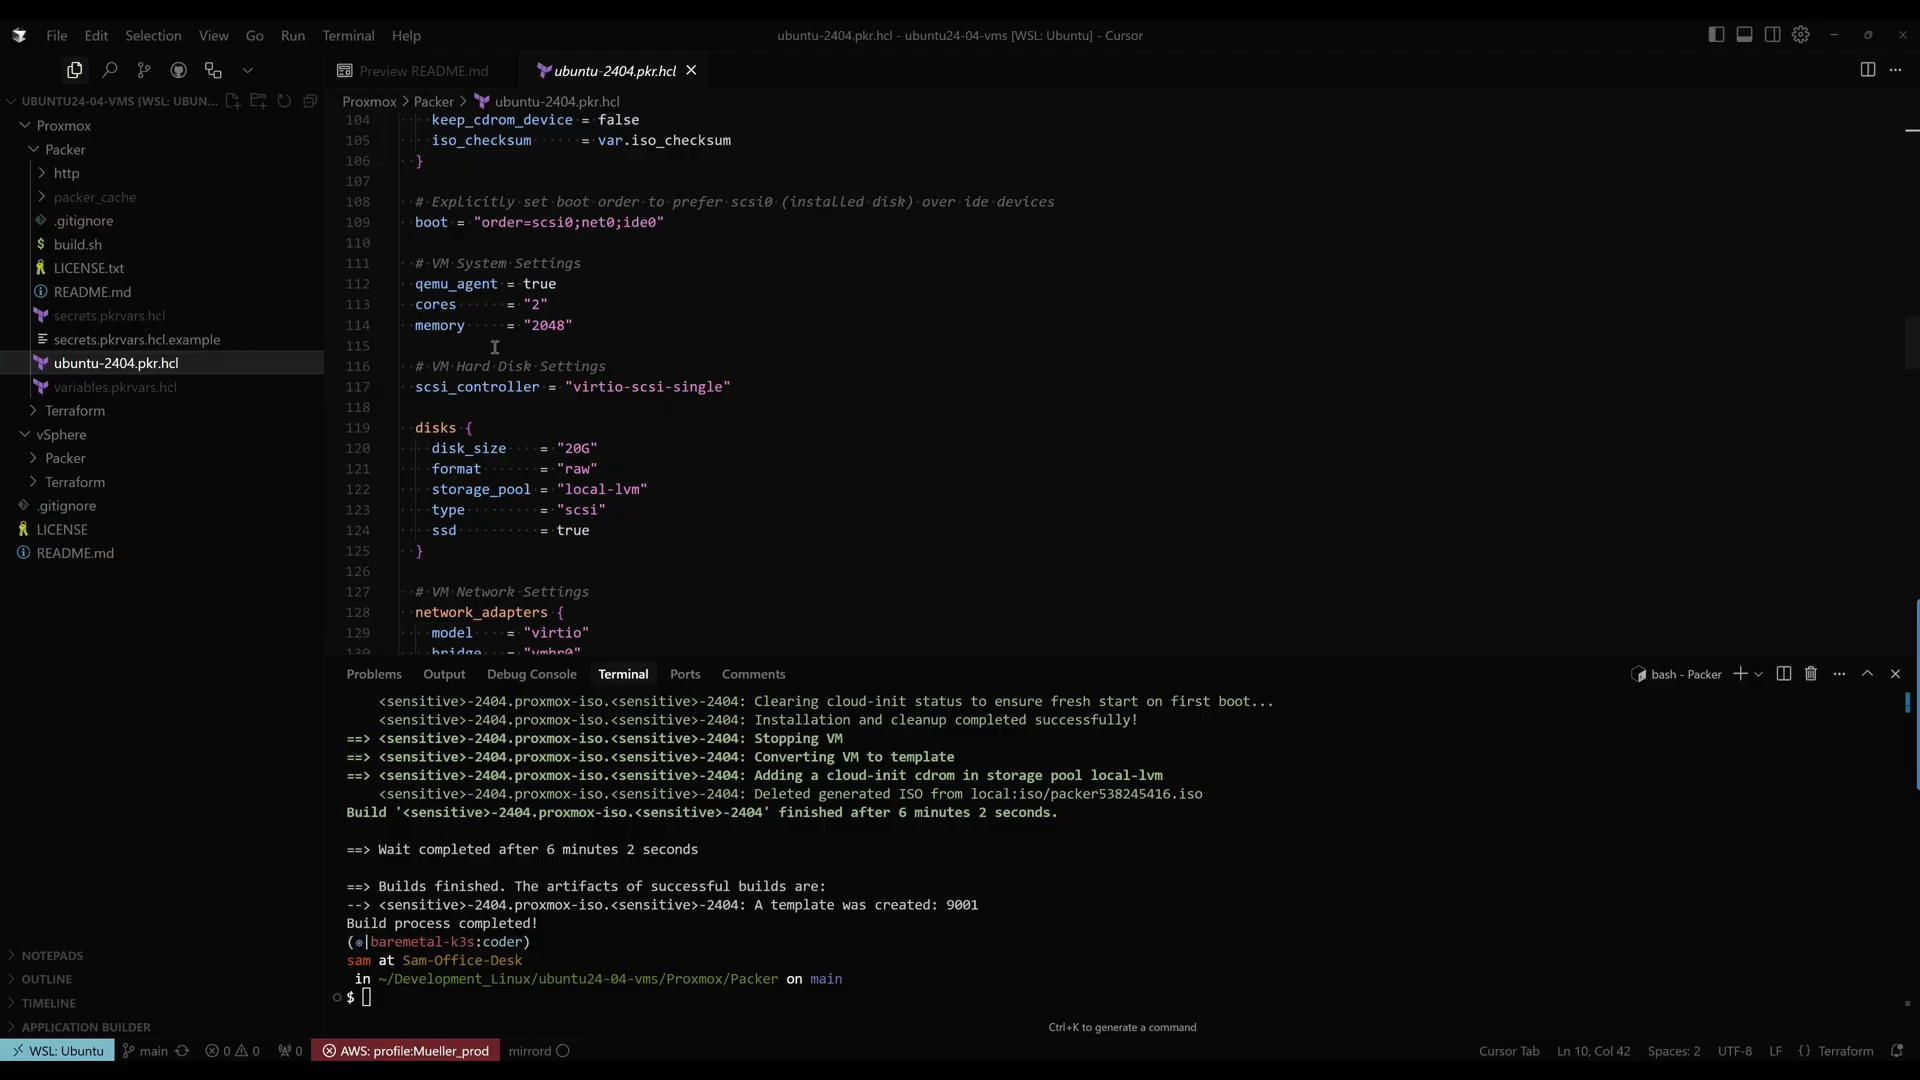 File Edit Selection View Go Run Terminal Help
ubuntu-2404.pkr.hcl - ubuntu24-04-vms [WSL: Ubuntu] - Cursor
Preview README.md
ubuntu-2404.pkr.hcl
UBUNTU24-04-VMS [WSL: UBUN...
Proxmox > Packer > ubuntu-2404.pkr.hcl
Proxmox
Packer
http
packer_cache
.gitignore
$ build.sh
LICENSE.txt
README.md
secrets.pkrvars.hcl
secrets.pkrvars.hcl.example
ubuntu-2404.pkr.hcl
variables.pkrvars.hcl
Terraform
vSphere
Packer
Terraform
.gitignore
LICENSE
README.md
NOTEPADS
OUTLINE
TIMELINE
APPLICATION BUILDER
104 keep_cdrom_device = false
105 iso_checksum = var.iso_checksum
106 }
107
108 # Explicitly set boot order to prefer scsi0 (installed disk) over ide devices
109 boot = "order=scsi0;net0;ide0"
110
111 # VM System Settings
112 qemu_agent = true
113 cores = "2"
114 memory = "2048"
115
116 # VM Hard Disk Settings
117 scsi_controller = "virtio-scsi-single"
118
119 disks {
120 disk_size = "20G"
121 format = "raw"
122 storage_pool = "local-lvm"
123 type = "scsi"
124 ssd = true
125 }
126
127 # VM Network Settings
128 network_adapters {
129 model = "virtio"
130 bridge = "vmbr0"
Problems Output Debug Console Terminal Ports Comments
bash - Packer
<sensitive>-2404.proxmox-iso.<sensitive>-2404: Clearing cloud-init status to ensure fresh start on first boot...
<sensitive>-2404.proxmox-iso.<sensitive>-2404: Installation and cleanup completed successfully!
==> <sensitive>-2404.proxmox-iso.<sensitive>-2404: Stopping VM
==> <sensitive>-2404.proxmox-iso.<sensitive>-2404: Converting VM to template
==> <sensitive>-2404.proxmox-iso.<sensitive>-2404: Adding a cloud-init cdrom in storage pool local-lvm
<sensitive>-2404.proxmox-iso.<sensitive>-2404: Deleted generated ISO from local:iso/packer538245416.iso
Build '<sensitive>-2404.proxmox-iso.<sensitive>-2404' finished after 6 minutes 2 seconds.
==> Wait completed after 6 minutes 2 seconds
==> Builds finished. The artifacts of successful builds are:
--> <sensitive>-2404.proxmox-iso.<sensitive>-2404: A template was created: 9001
Build process completed!
(⎈|baremetal-k3s:coder)
sam at Sam-Office-Desk
in ~/Development_Linux/ubuntu24-04-vms/Proxmox/Packer on main
$
Ctrl+K to generate a command
WSL: Ubuntu main 0 0 0 AWS: profile:Mueller_prod mirrord
Cursor Tab Ln 10, Col 42 Spaces: 2 UTF-8 LF {} Terraform